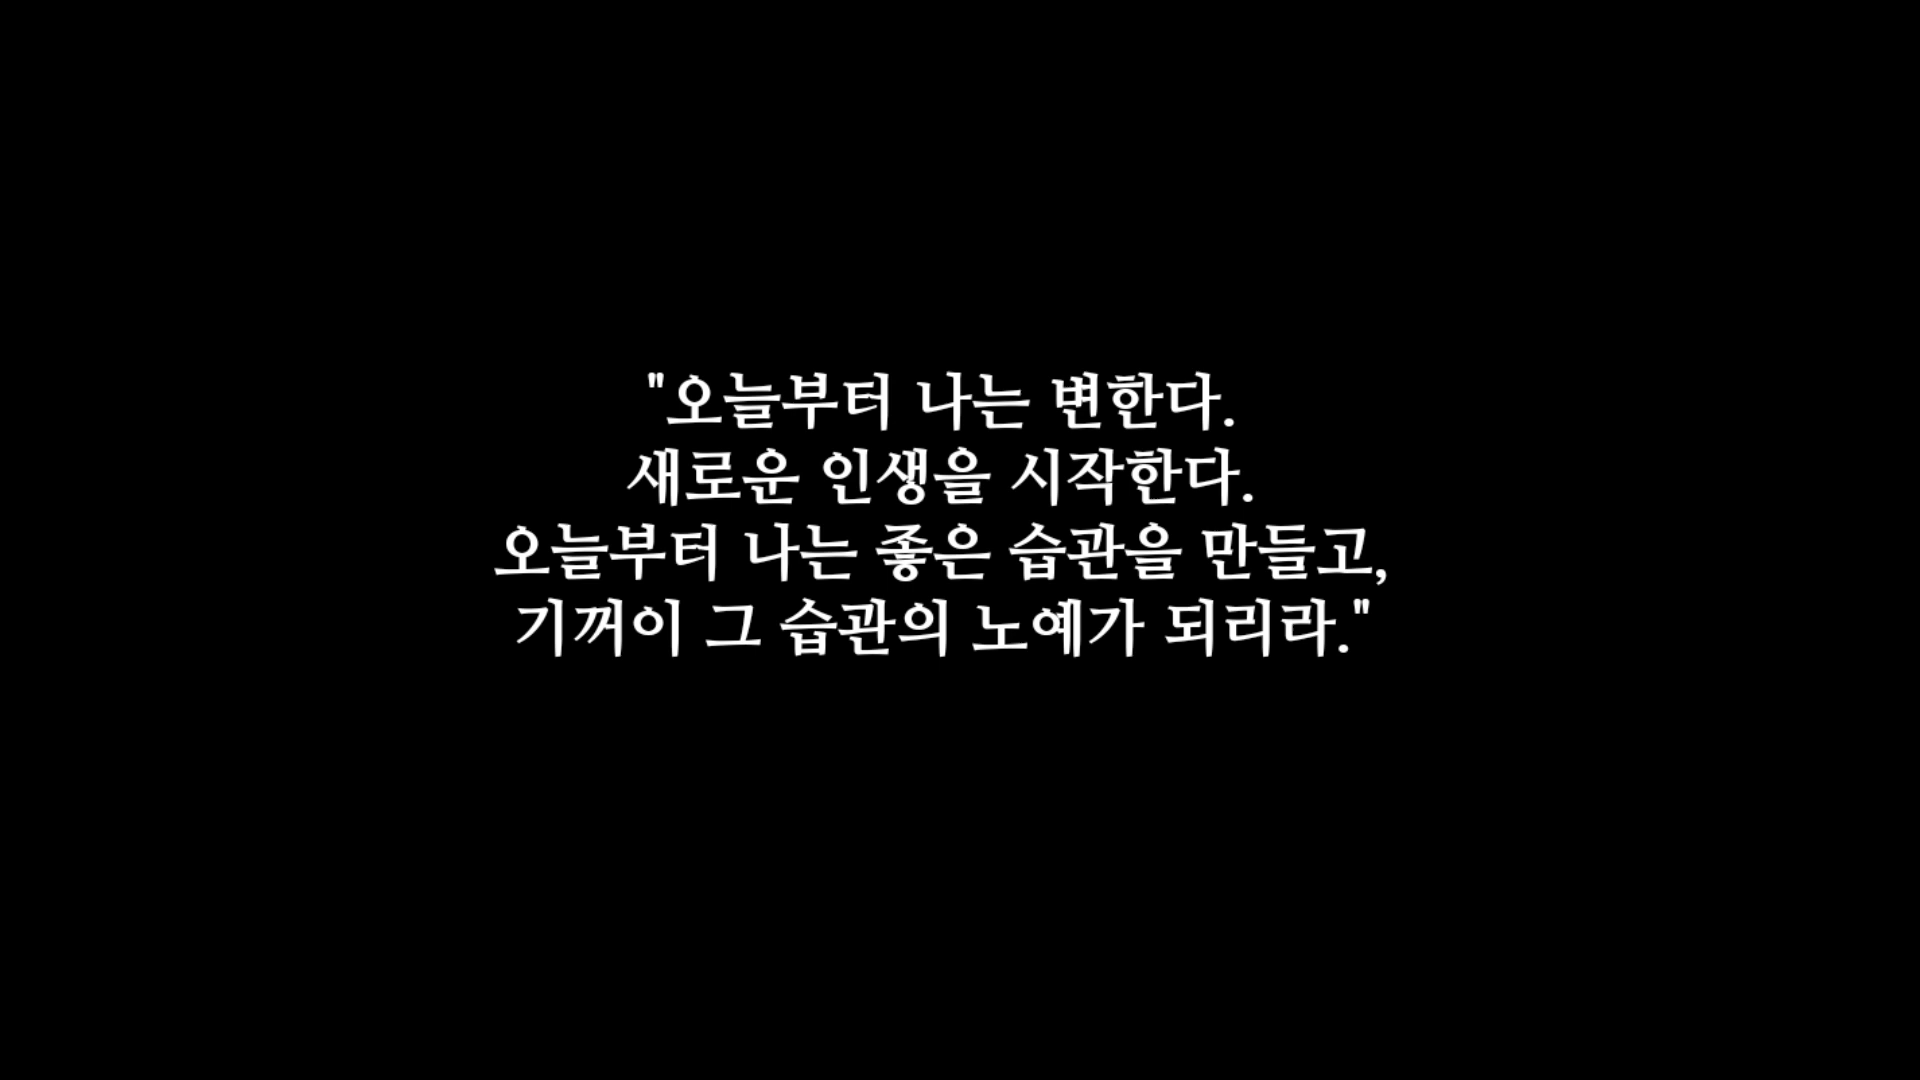 "오늘부터 나는 변한다.
새로운 인생을 시작한다.
오늘부터 나는 좋은 습관을 만들고,
기꺼이 그 습관의 노예가 되리라."